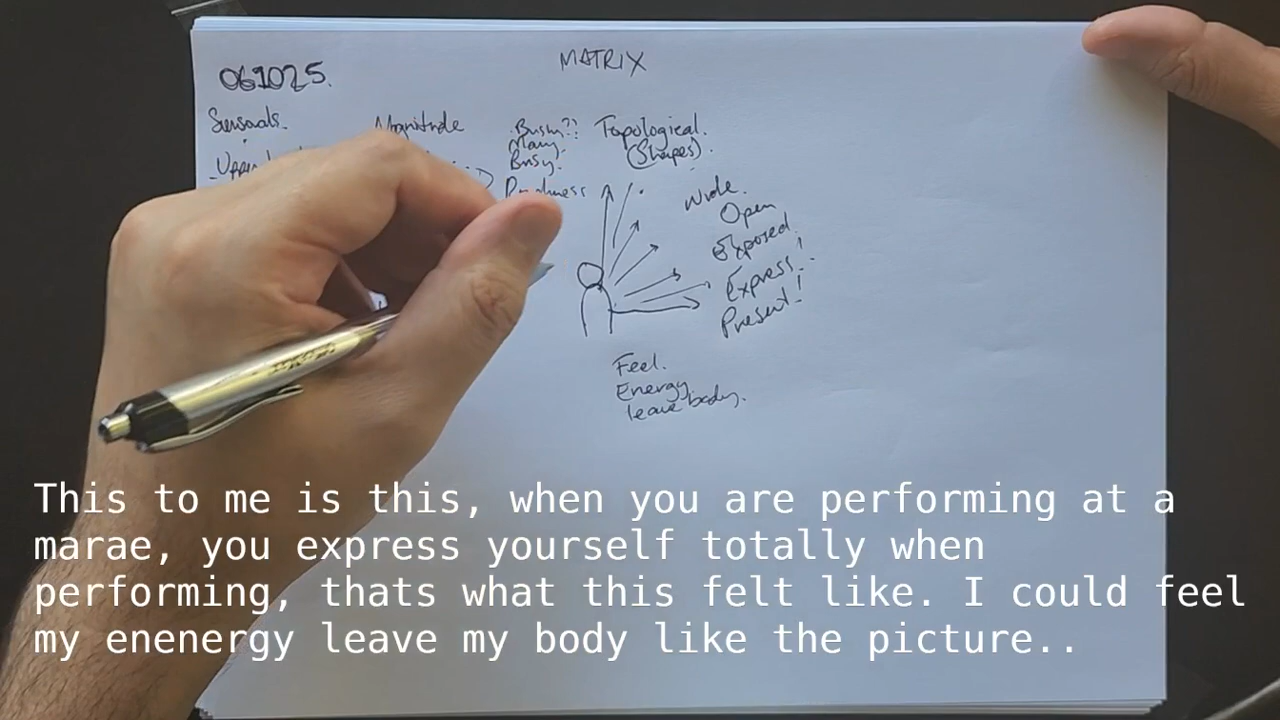 MATRIX
061025.
Magnitude
Busy??
Many.
Busy.
Topological.
(Shapes).
Wide.
Open
Exposed.
Express..!
Present!
Feel.
Energy
leave body.
This to me is this, when you are performing at a
marae, you express yourself totally when
performing, thats what this felt like. I could feel
my enenergy leave my body like the picture..